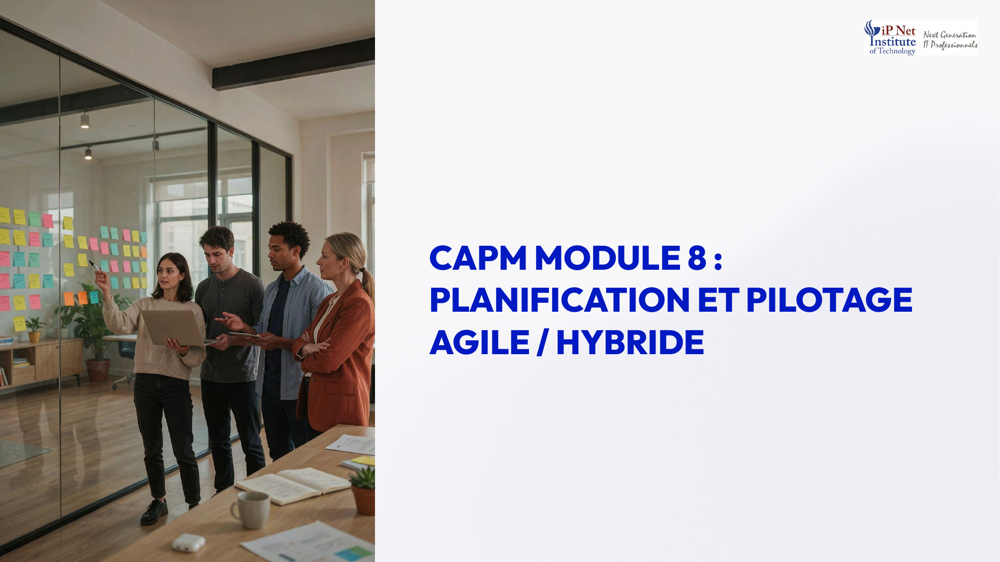 iP Net
Institute
of Technology
Next Generation
IT Professionnels
CAPM MODULE 8 :
PLANIFICATION ET PILOTAGE
AGILE / HYBRIDE